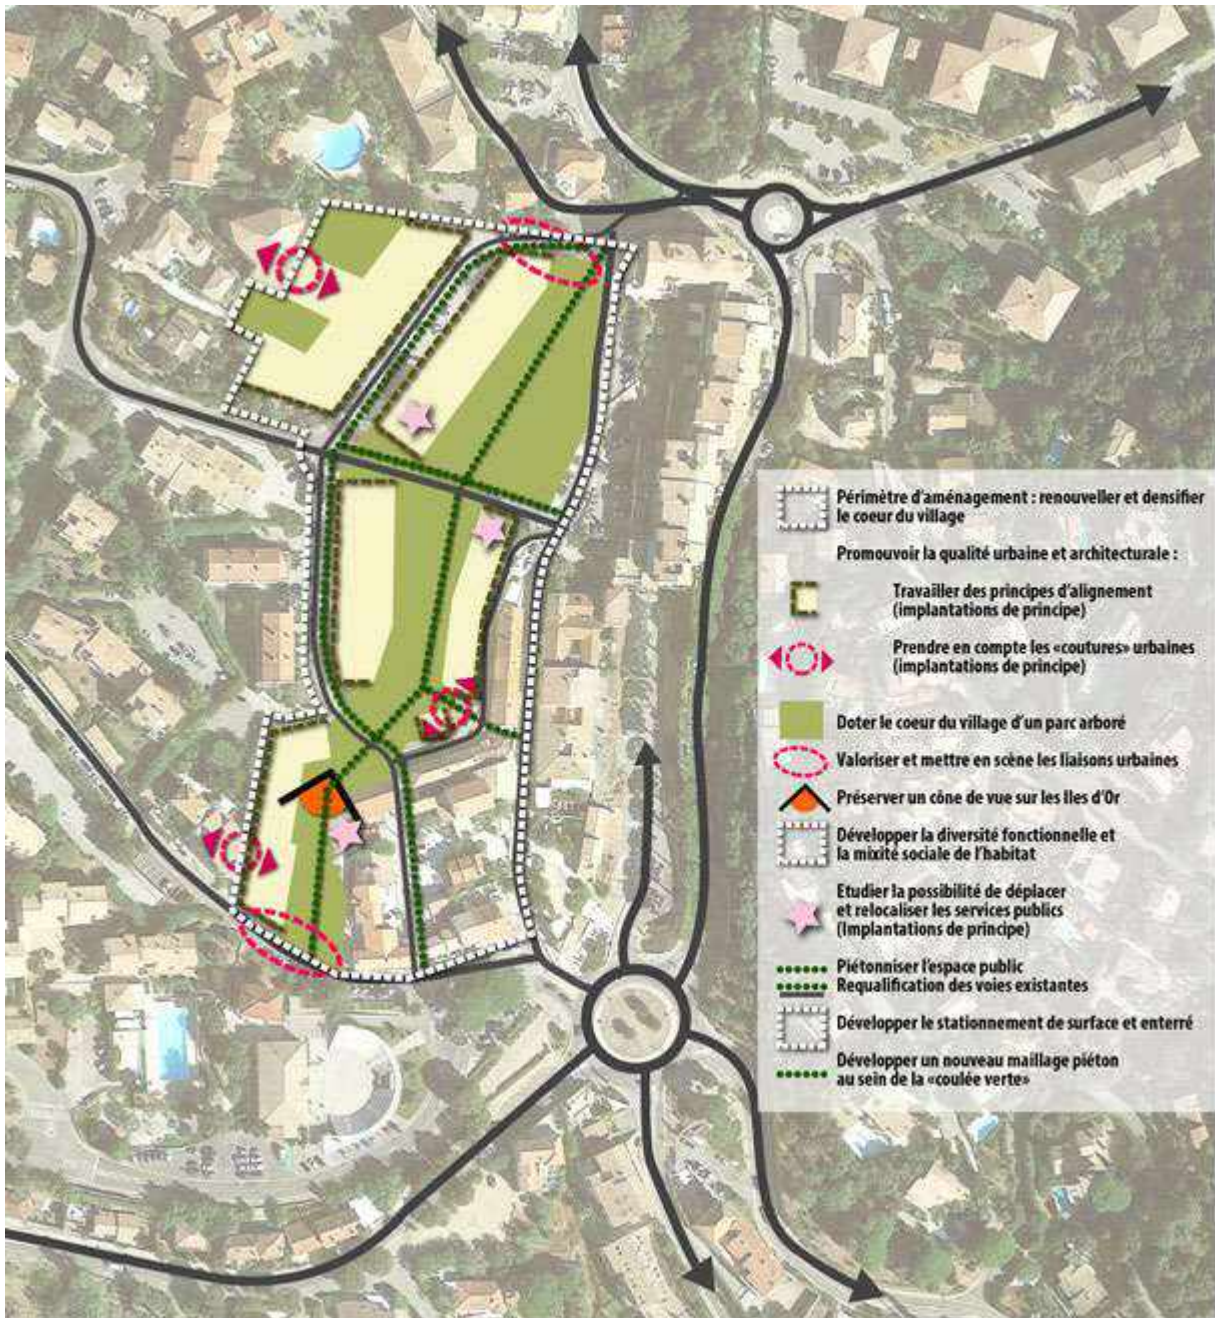 Périmètre d'aménagement : renouveller et densifier
le coeur du village
Promouvoir la qualité urbaine et architecturale :
Travailler des principes d'alignement
(implantations de principe)
Prendre en compte les «coutures» urbaines
(implantations de principe)
Doter le coeur du village d'un parc arboré
Valoriser et mettre en scène les liaisons urbaines
Préserver un cône de vue sur les Iles d'Or
Développer la diversité fonctionnelle et
la mixité sociale de l'habitat
Etudier la possibilité de déplacer
et relocaliser les services publics
(Implantations de principe)
Piétonniser l'espace public
Requalification des voies existantes
Développer le stationnement de surface et enterré
Développer un nouveau maillage piéton
au sein de la «coulée verte»